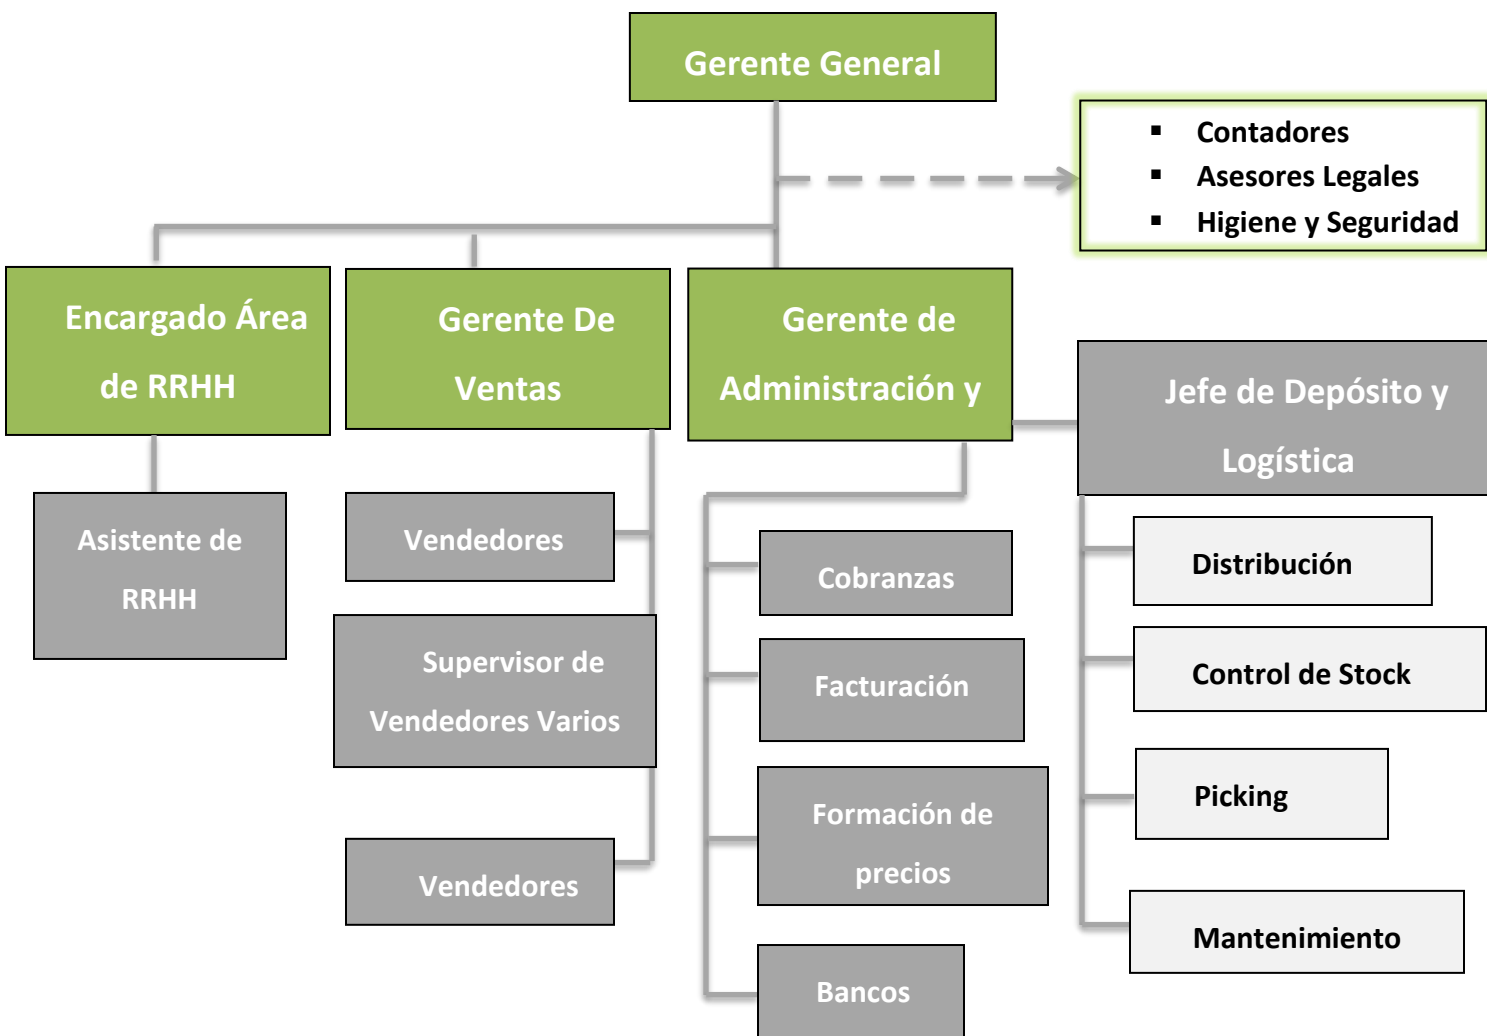 Gerente General
▪ Contadores
▪ Asesores Legales
▪ Higiene y Seguridad
Encargado Área
de RRHH
Gerente De
Ventas
Gerente de
Administración y
Jefe de Depósito y
Logística
Asistente de
RRHH
Vendedores
Supervisor de
Vendedores Varios
Vendedores
Cobranzas
Facturación
Formación de
precios
Bancos
Distribución
Control de Stock
Picking
Mantenimiento